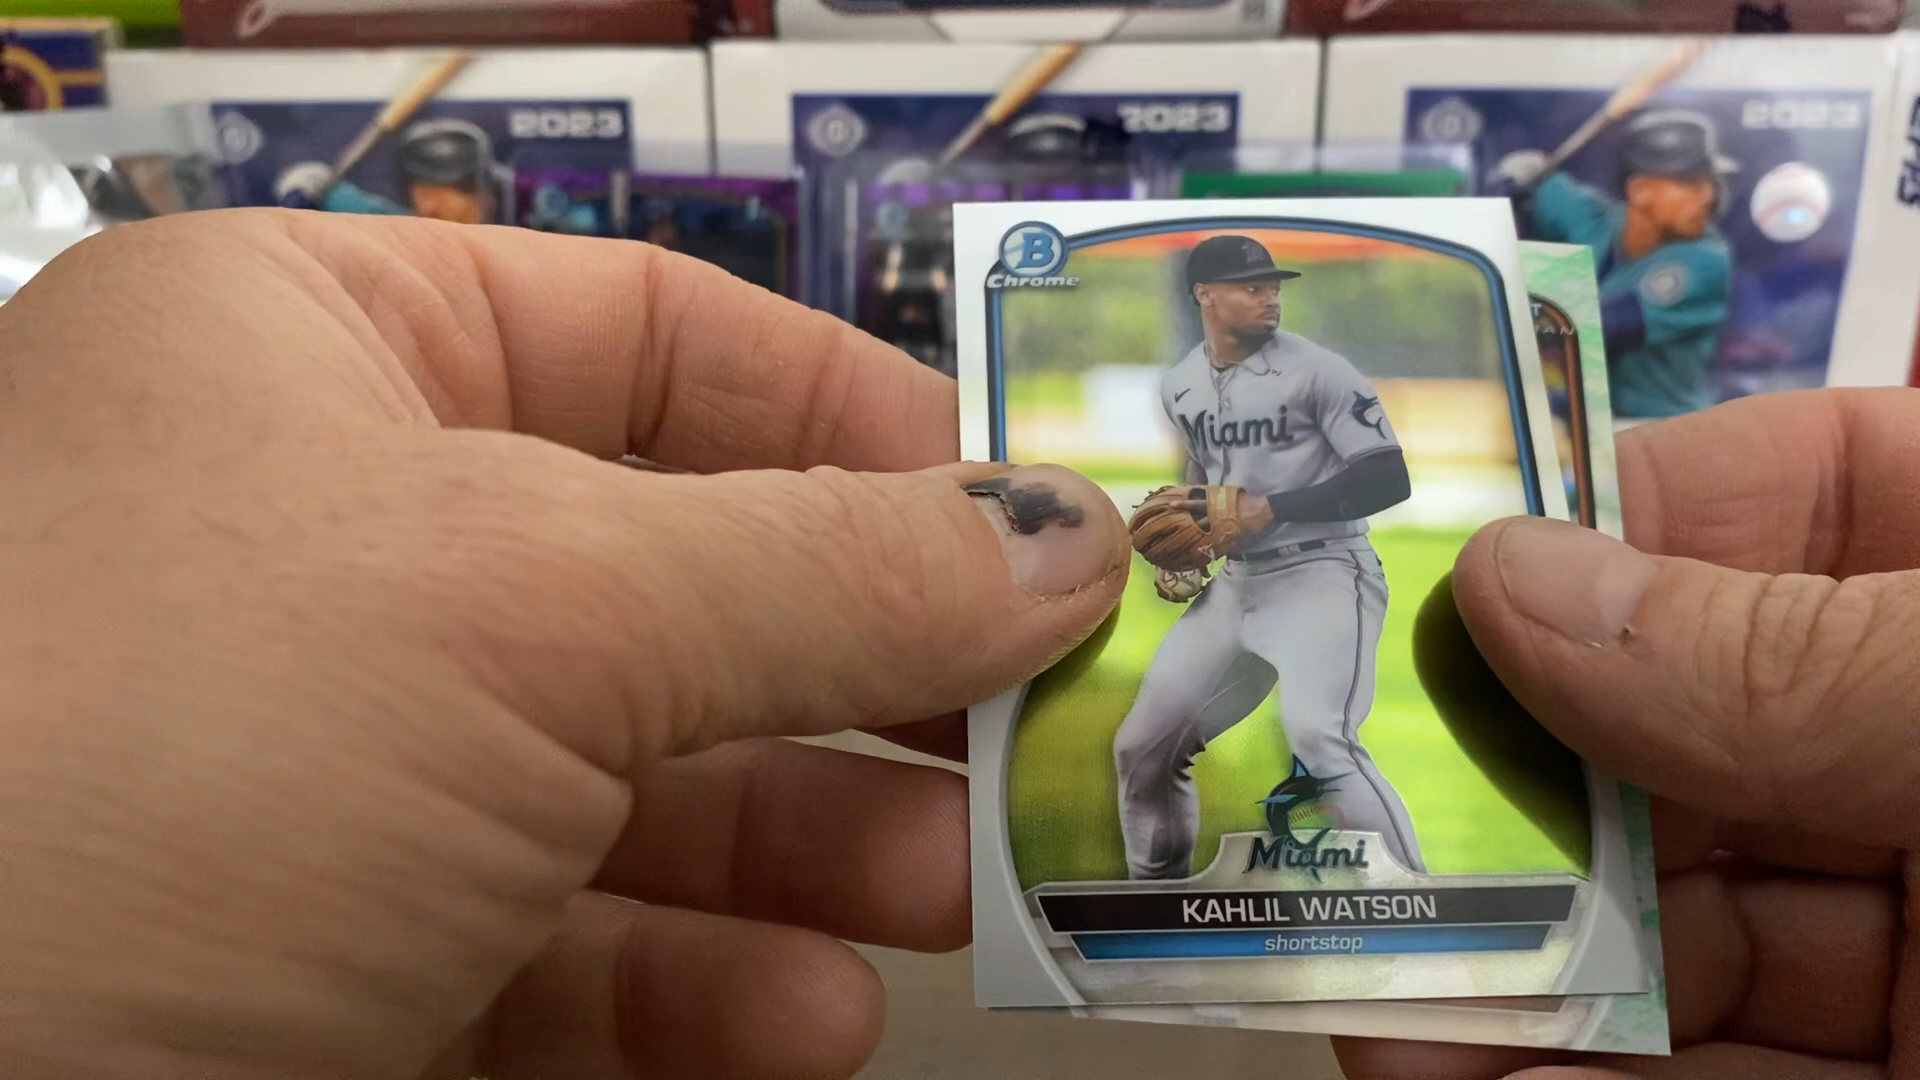 2023
2023
2023
B
Chrome
Miami
Miami
KAHLIL WATSON
shortstop